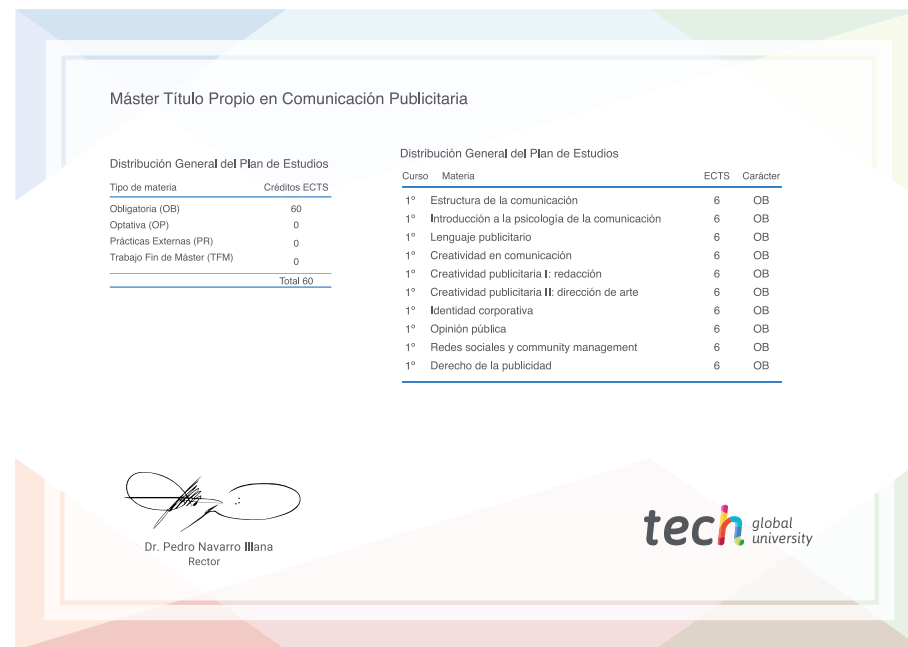 Máster Título Propio en Comunicación Publicitaria
Distribución General del Plan de Estudios
Tipo de materia Créditos ECTS
Obligatoria (OB) 60
Optativa (OP) 0
Prácticas Externas (PR) 0
Trabajo Fin de Máster (TFM) 0
Total 60
Distribución General del Plan de Estudios
Curso Materia ECTS Carácter
1º Estructura de la comunicación 6 OB
1º Introducción a la psicología de la comunicación 6 OB
1º Lenguaje publicitario 6 OB
1º Creatividad en comunicación 6 OB
1º Creatividad publicitaria I: redacción 6 OB
1º Creatividad publicitaria II: dirección de arte 6 OB
1º Identidad corporativa 6 OB
1º Opinión pública 6 OB
1º Redes sociales y community management 6 OB
1º Derecho de la publicidad 6 OB
Dr. Pedro Navarro Illana
Rector
tech global
university